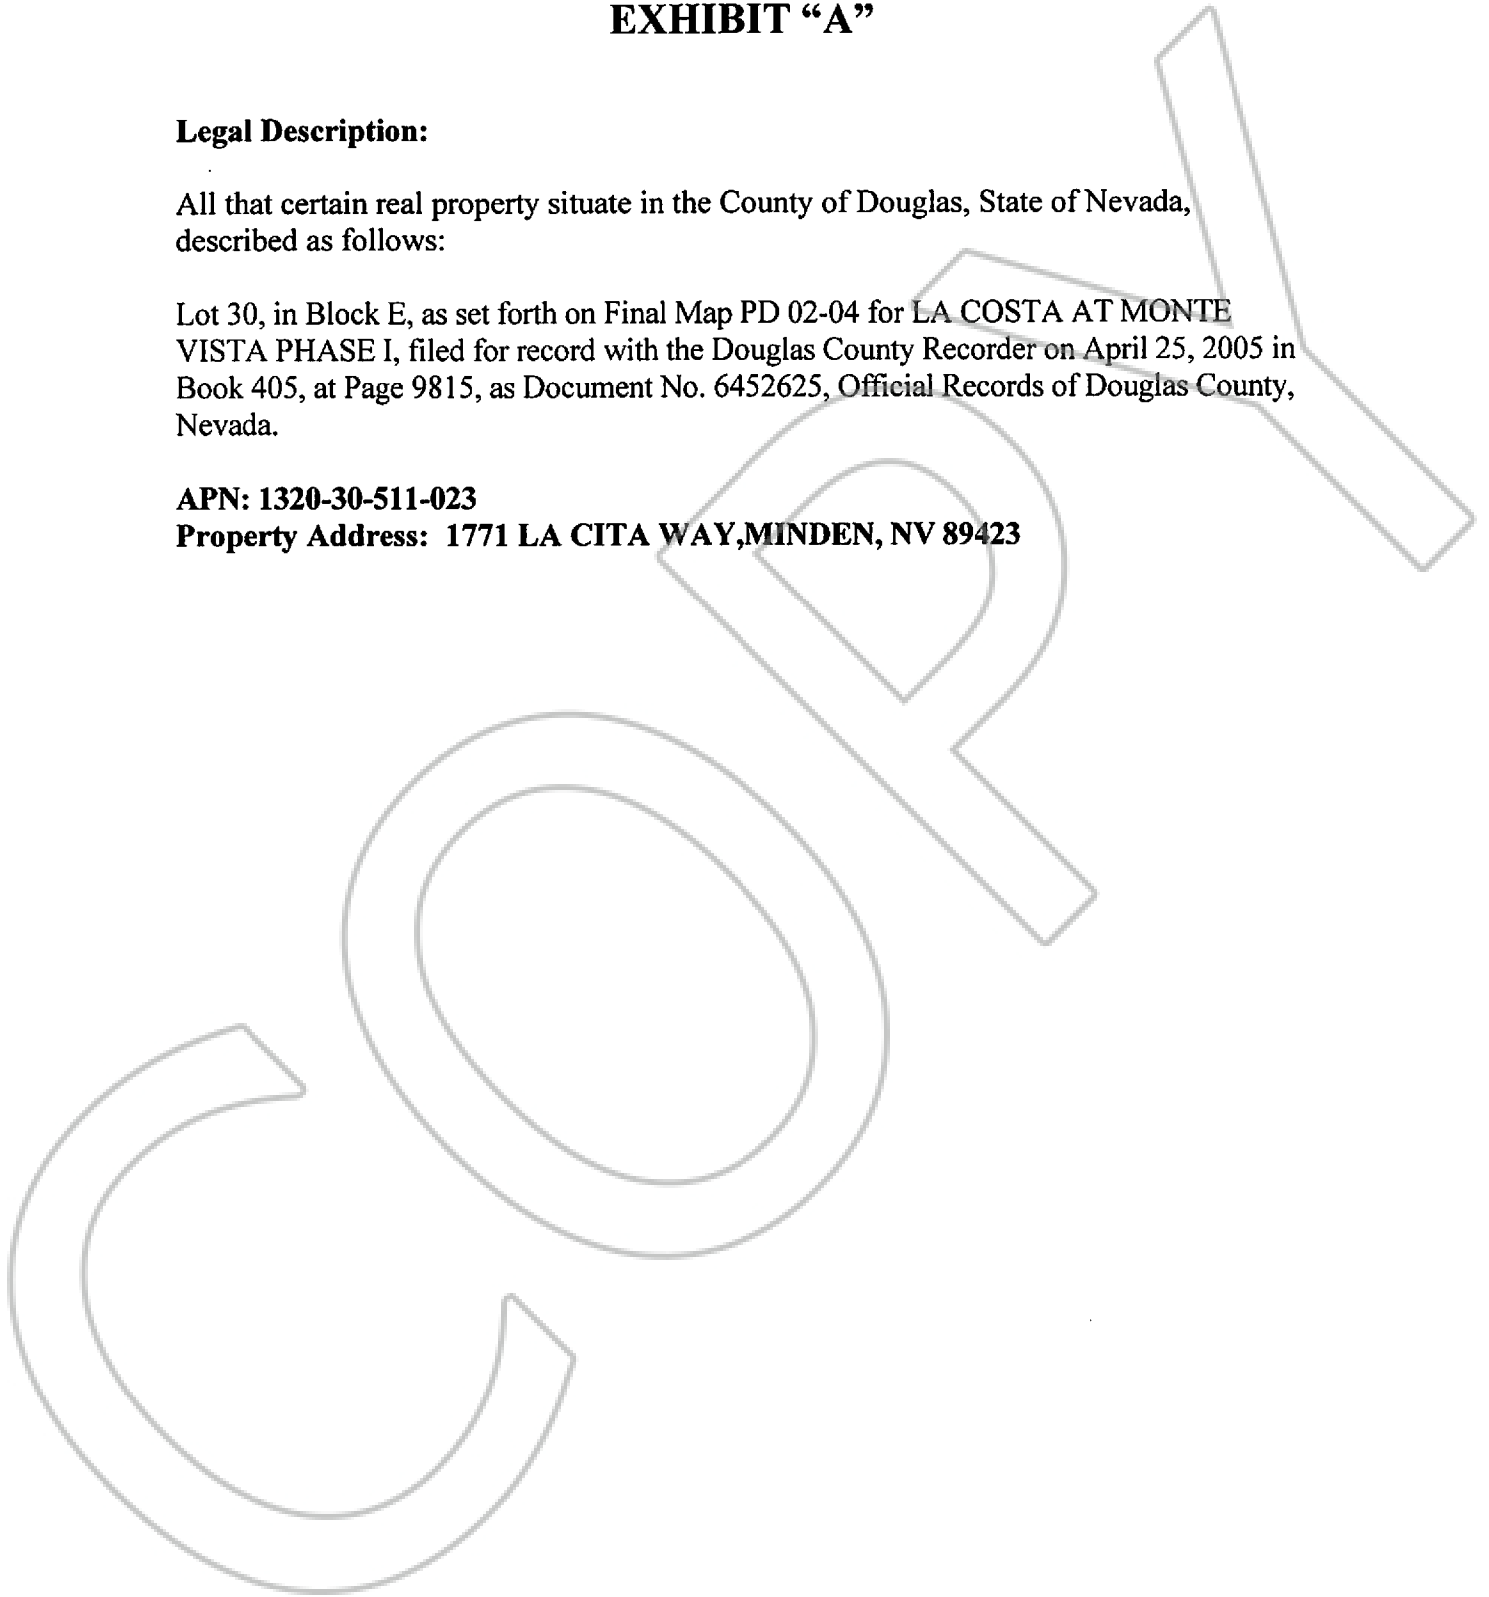 EXHIBIT “A”
Legal Description:
All that certain real property situate in the County of Douglas, State of Nevada,
described as follows:
Lot 30, in Block E, as set forth on Final Map PD 02-04 for LA COSTA AT MONTE
VISTA PHASE I, filed for record with the Douglas County Recorder on April 25, 2005 in
Book 405, at Page 9815, as Document No. 6452625, Official Records of Douglas County,
Nevada.
APN: 1320-30-511-023
Property Address:  1771 LA CITA WAY,MINDEN, NV 89423
COPY